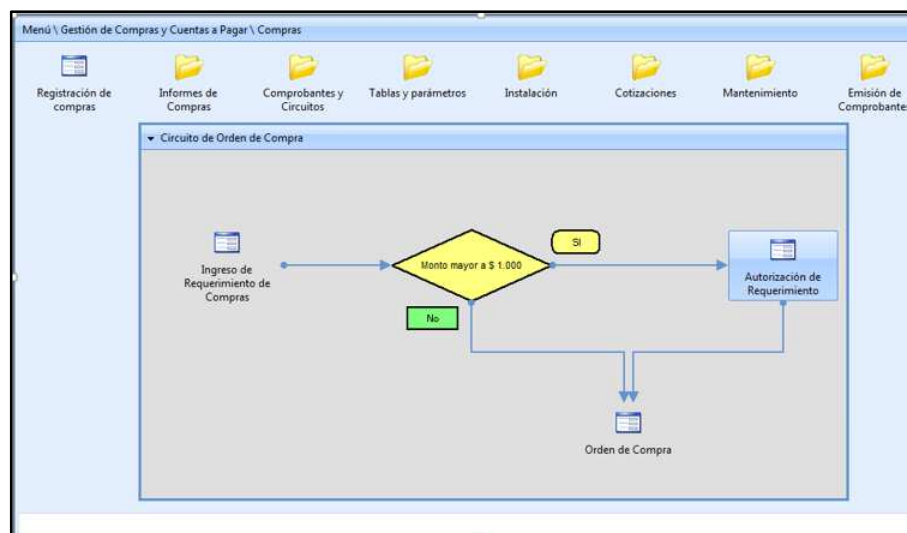 Menú \ Gestión de Compras y Cuentas a Pagar \ Compras
Registración de
compras
Informes de
Compras
Comprobantes y
Circuitos
Tablas y parámetros
Instalación
Cotizaciones
Mantenimiento
Emisión de
Comprobante
Circuito de Orden de Compra
Ingreso de
Requerimiento de
Compras
Monto mayor a $ 1.000
SI
No
Autorización de
Requerimiento
Orden de Compra